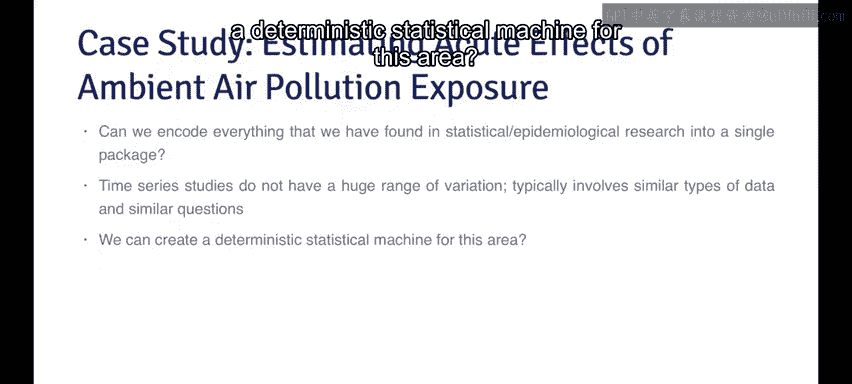 a deterministic statistical machine for
this area?
Case Study: Estimating Acute Effects of
Ambient Air Pollution Exposure
· Can we encode everything that we have found in statistical/epidemiological research into a single
package?
· Time series studies do not have a huge range of variation; typically involves similar types of data
and similar questions
· We can create a deterministic statistical machine for this area?